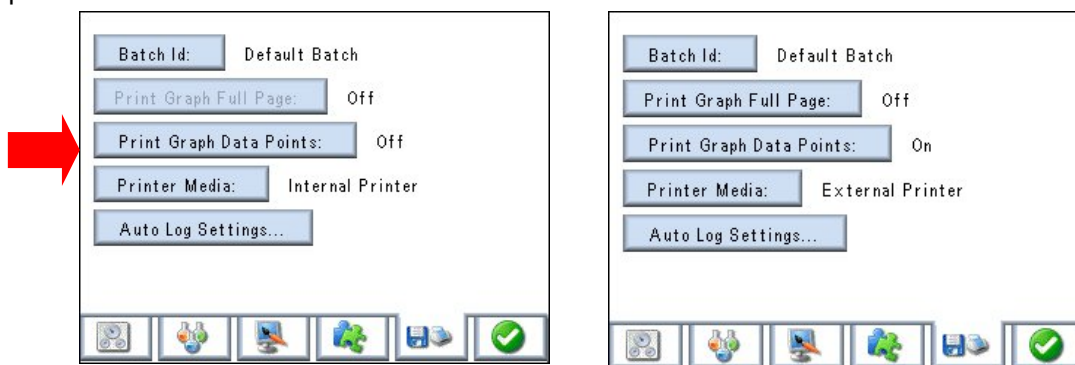 Batch Id: Default Batch
Print Graph Full Page: Off
Print Graph Data Points: Off
Printer Media: Internal Printer
Auto Log Settings...
Batch Id: Default Batch
Print Graph Full Page: Off
Print Graph Data Points: On
Printer Media: External Printer
Auto Log Settings...